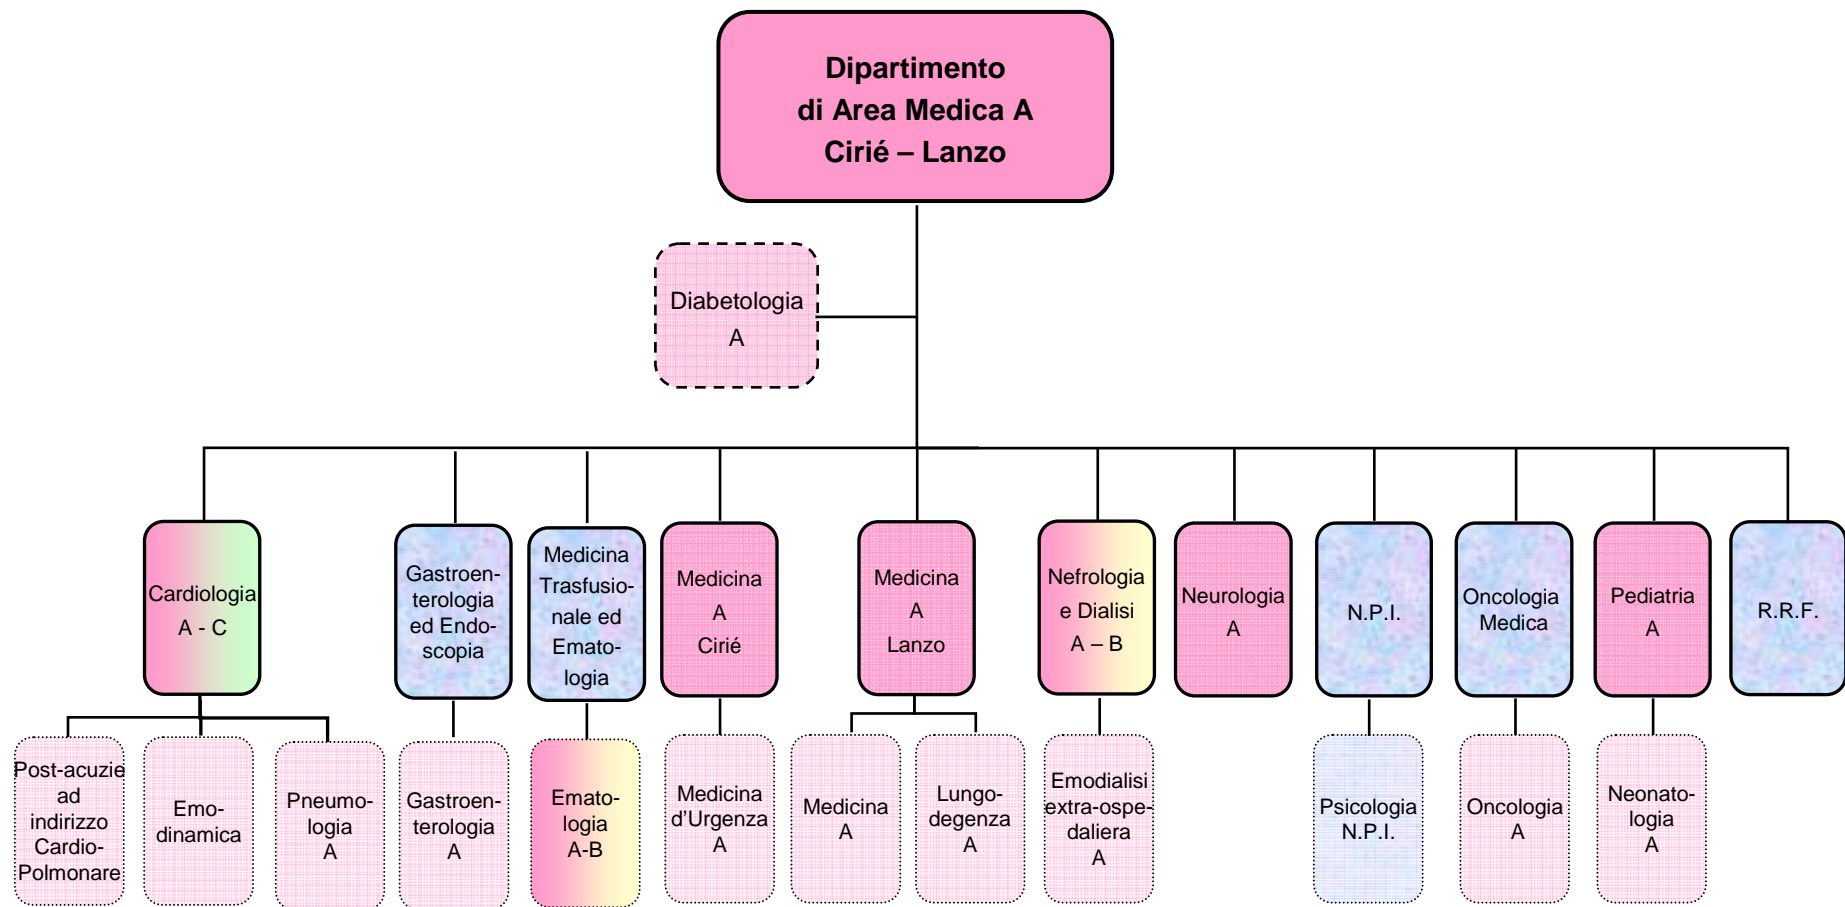 Dipartimento
di Area Medica A
Cirié – Lanzo
Diabetologia
A
Cardiologia
A - C
Gastroen-
terologia
ed Endo-
scopia
Medicina
Trasfusio-
nale ed
Emato-
logia
Medicina
A
Cirié
Medicina
A
Lanzo
Nefrologia
e Dialisi
A – B
Neurologia
A
N.P.I.
Oncologia
Medica
Pediatria
A
R.R.F.
Post-acuzie
ad
indirizzo
Cardio-
Polmonare
Emo-
dinamica
Pneumo-
logia
A
Gastroen-
terologia
A
Emato-
logia
A-B
Medicina
d'Urgenza
A
Medicina
A
Lungo-
degenza
A
Emodialisi
extra-ospe-
daliera
A
Psicologia
N.P.I.
Oncologia
A
Neonato-
logia
A